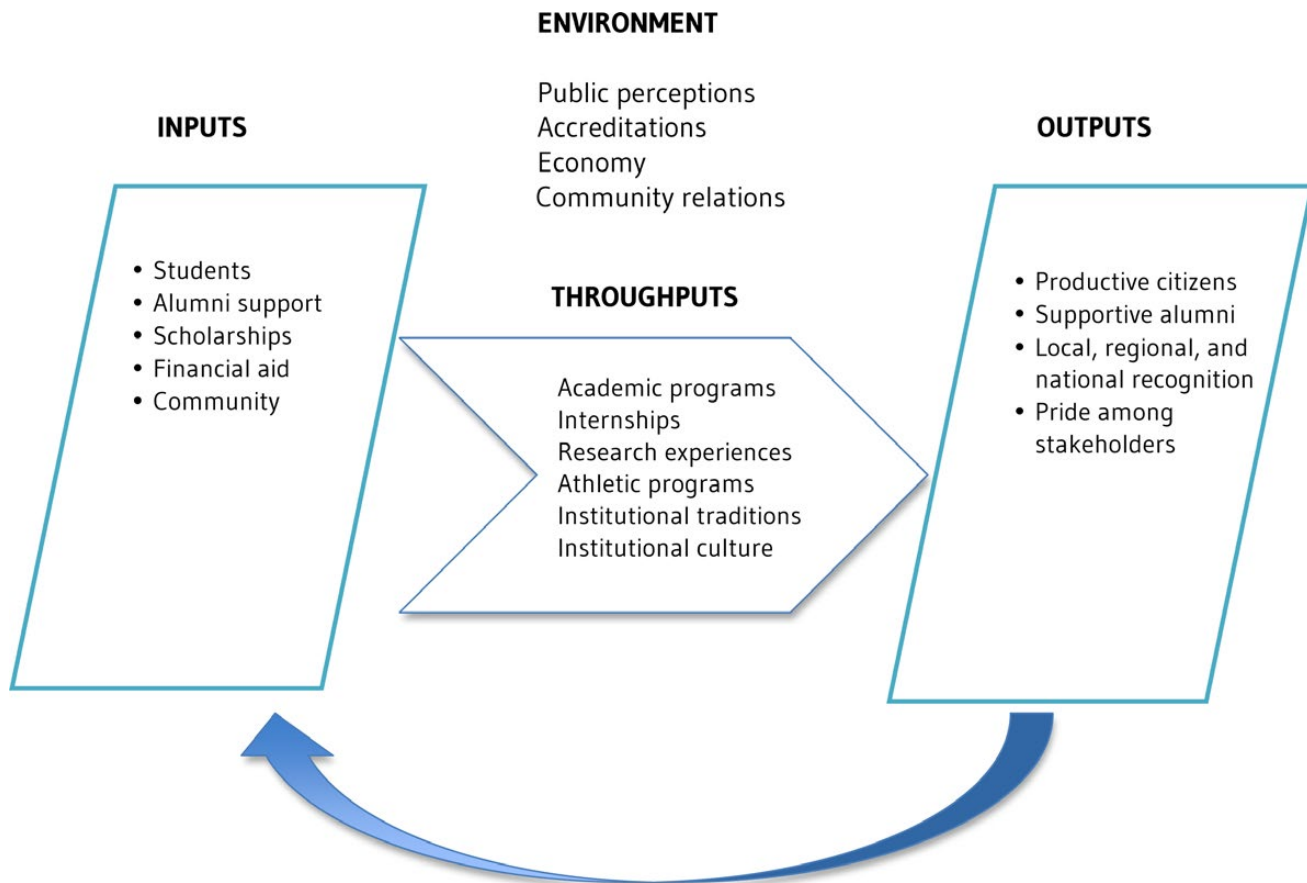 ENVIRONMENT
Public perceptions
Accreditations
Economy
Community relations
INPUTS
• Students
• Alumni support
• Scholarships
• Financial aid
• Community
THROUGHPUTS
Academic programs
Internships
Research experiences
Athletic programs
Institutional traditions
Institutional culture
OUTPUTS
• Productive citizens
• Supportive alumni
• Local, regional, and
national recognition
• Pride among
stakeholders